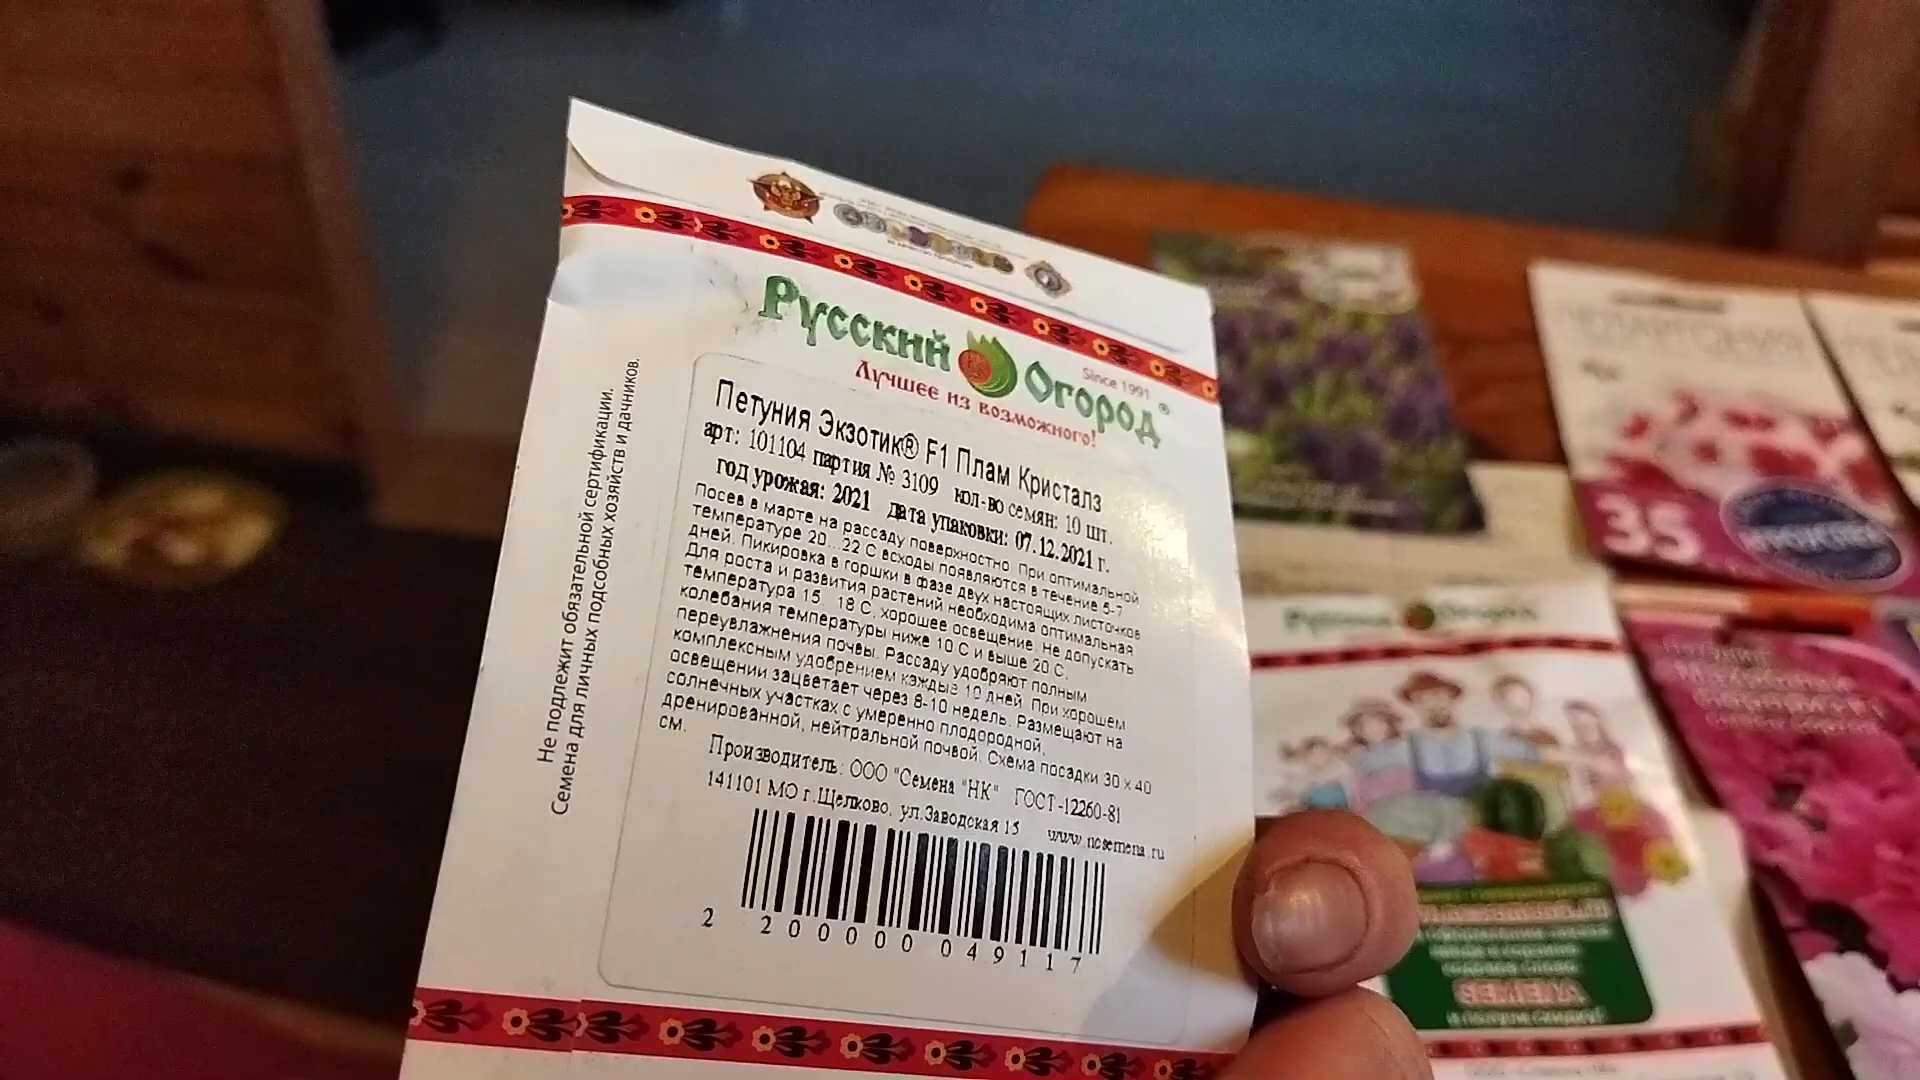 Русский Огород®
Since 1991
Лучшее из возможного!
Петуния Экзотик® F1 Плам Кристалз
арт: 101104 партия № 3109 кол-во семян: 10 шт.
год урожая: 2021 дата упаковки: 07.12.2021 г.
Посев в марте на рассаду поверхностно. При оптимальной
температуре 20...22 С всходы появляются в течение 5-7
дней. Пикировка в горшки в фазе двух настоящих листочков
Для роста и развития растений необходима оптимальная
температура 15...18 С, хорошее освещение, не допускать
колебания температуры ниже 10 С и выше 20 С,
переувлажнения почвы. Рассаду удобряют полным
комплексным удобрением каждые 10 дней. При хорошем
освещении зацветает через 8-10 недель. Размещают на
солнечных участках с умеренно плодородной,
дренированной, нейтральной почвой. Схема посадки 30 х 40
см.
Производитель: ООО "Семена "НК" ГОСТ-12260-81
141101 МО г.Щелково, ул.Заводская 15 www.ncsemena.ru
2 200000 049117
Не подлежит обязательной сертификации.
Семена для личных подсобных хозяйств и дачников.
35
Русский Огород
SEMENA